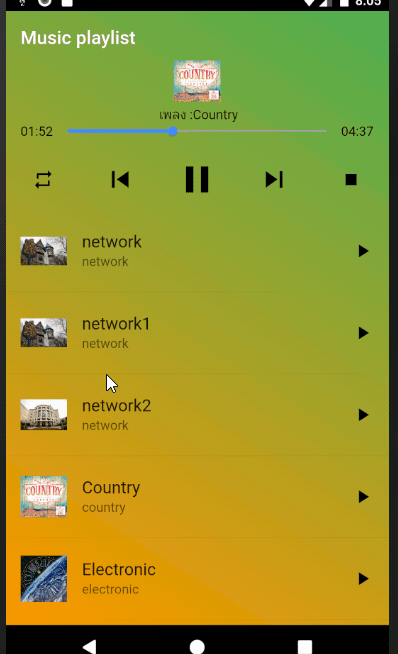 8:05
Music playlist
COUNTRY
เพลง :Country
01:52
04:37
network
network
network1
network
network2
network
COUNTRY
Country
country
Electronic
electronic